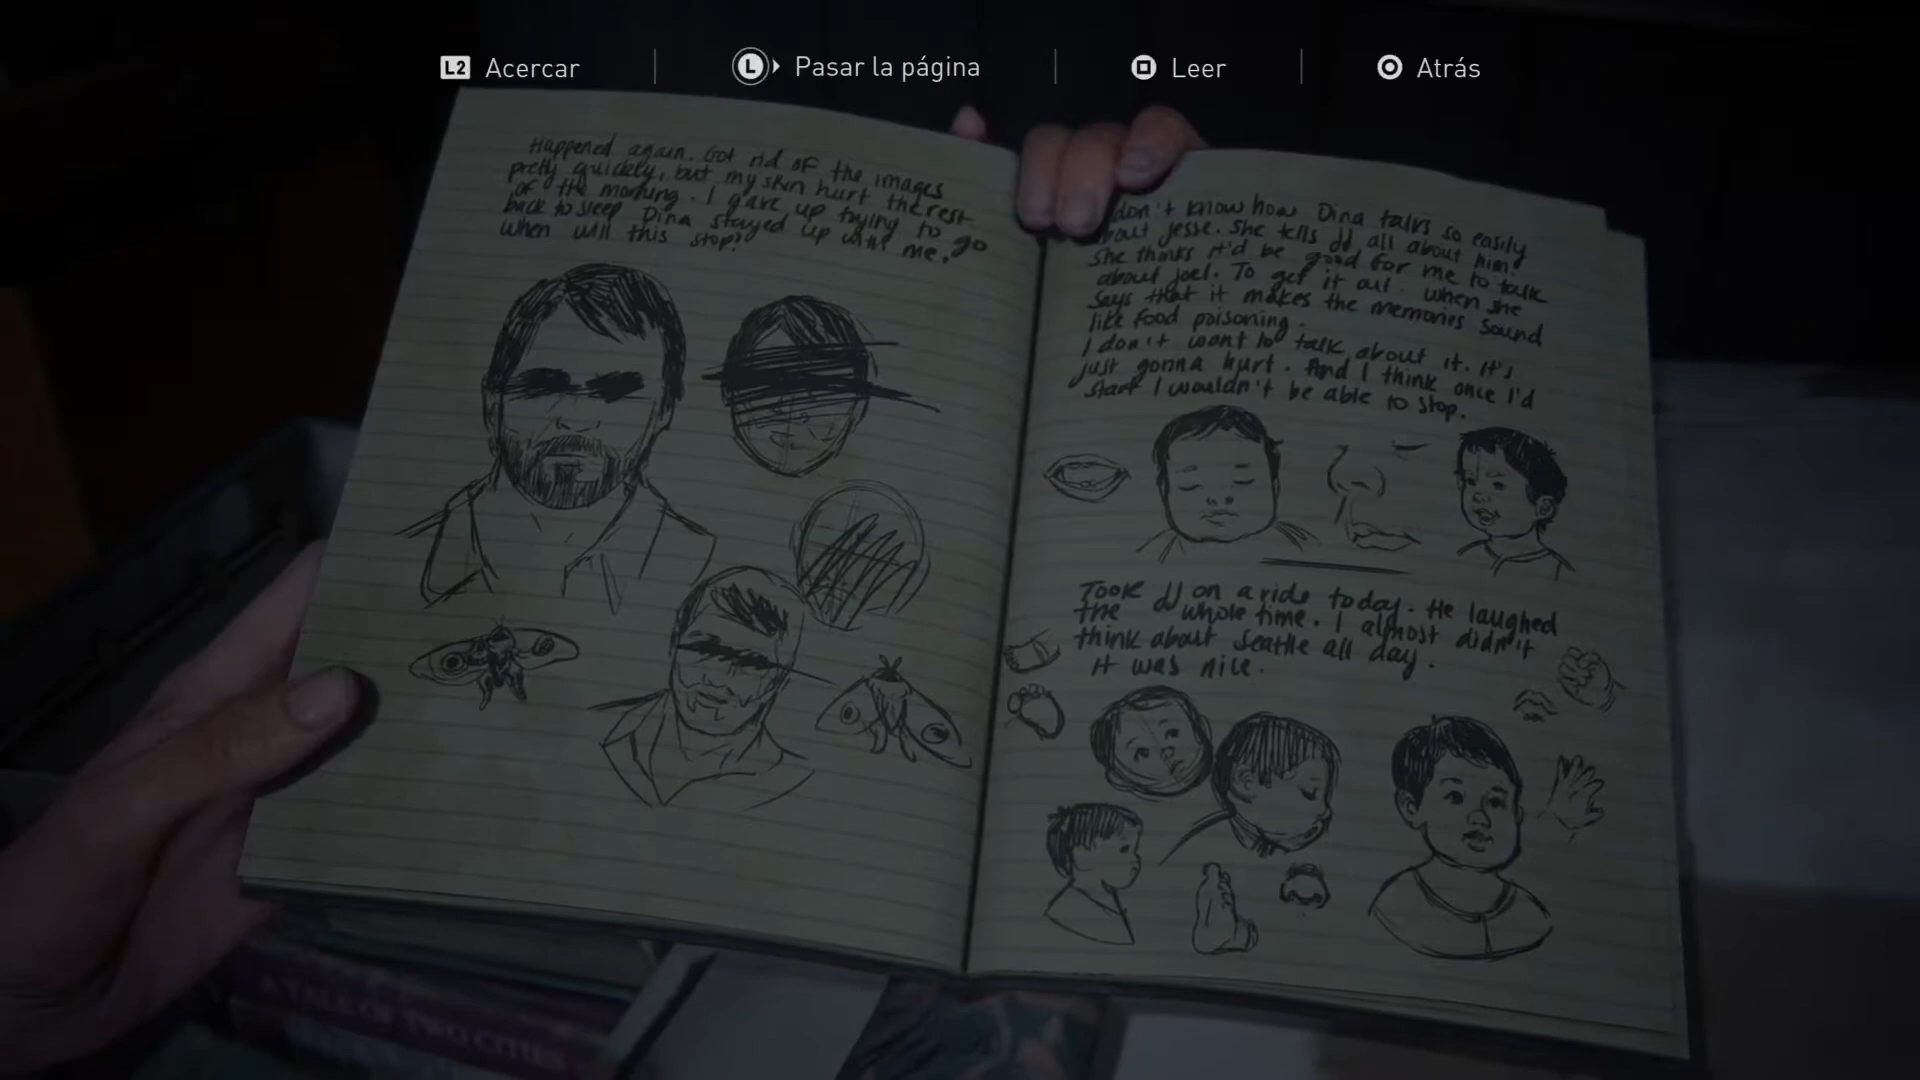 L2 Acercar
L Pasar la página
Leer
Atrás
Happened again. Got rid of the images
pretty quickly, but my skin hurt the rest
of the morning. I gave up trying to go
back to sleep. Dina stayed up with me.
When will this stop?
don't know how Dina talks so easily
about Jesse. She tells JJ all about him.
She thinks it'd be good for me to talk
about Joel. To get it out. When she
says that it makes the memories sound
like food poisoning.
I don't want to talk about it. It's
just gonna hurt. And I think once I'd
start I wouldn't be able to stop.
Took JJ on a ride today. He laughed
the whole time. I almost didn't
think about Seattle all day.
It was nice.
A TALE OF TWO CITIES